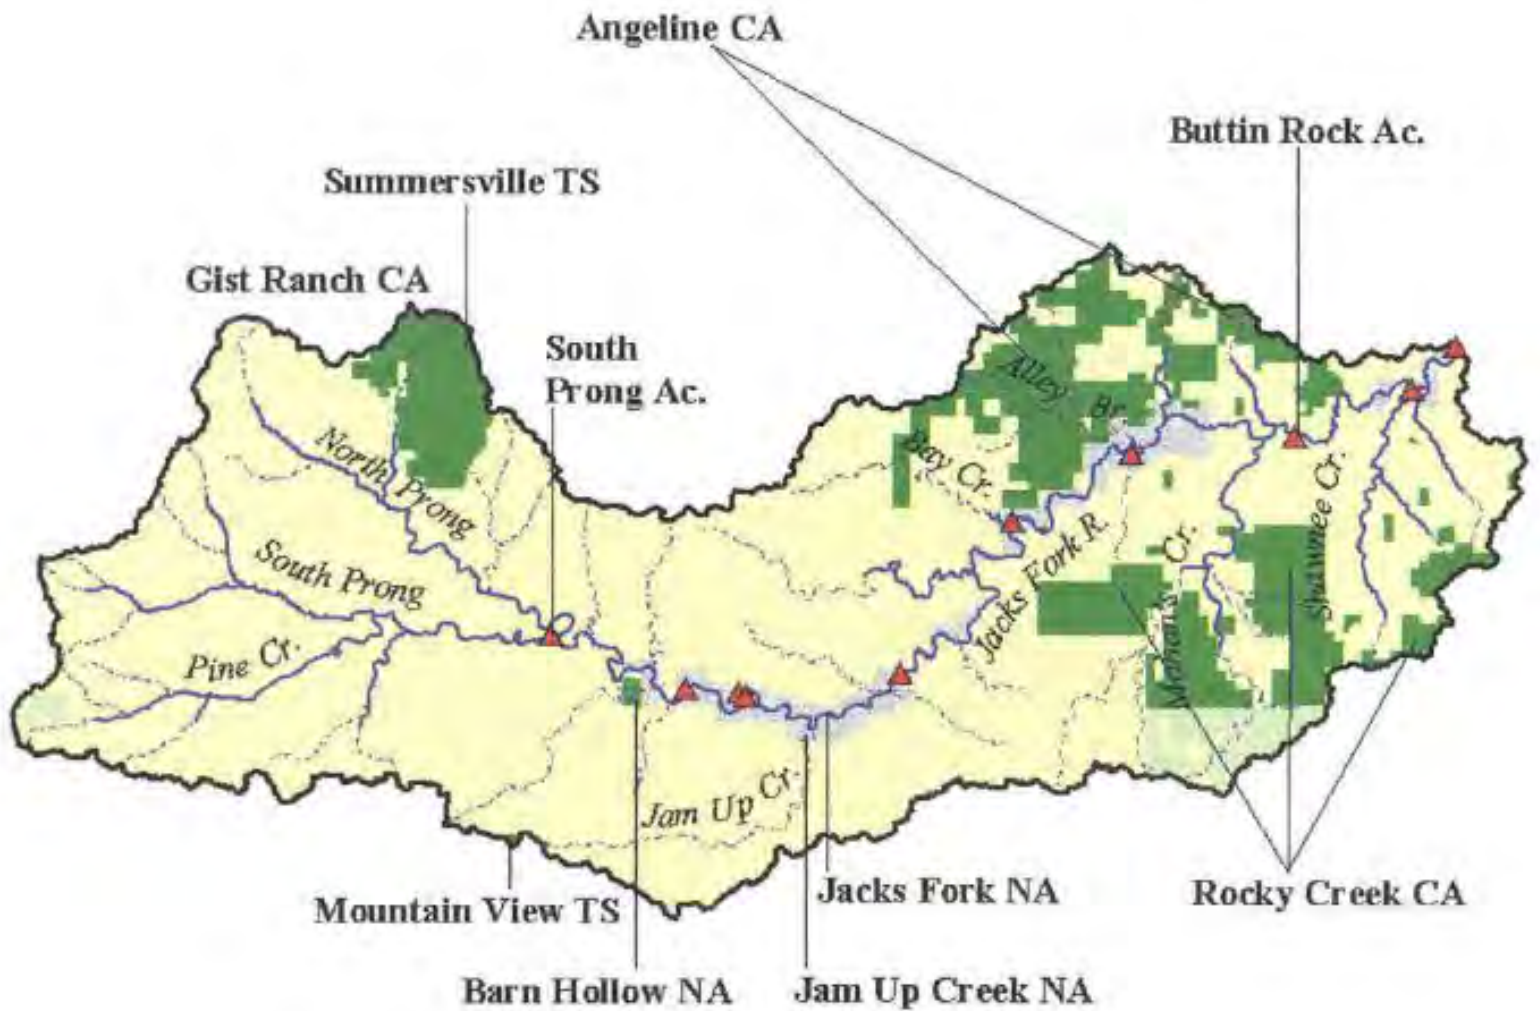 Angeline CA
Buttin Rock Ac.
Summersville TS
Gist Ranch CA
South
Prong Ac.
Alley Br.
Bay Cr.
North Prong
Shawnee Cr.
South Prong
Jacks Fork R.
Mahans Cr.
Pine Cr.
Jam Up Cr.
Jacks Fork NA
Rocky Creek CA
Mountain View TS
Barn Hollow NA
Jam Up Creek NA